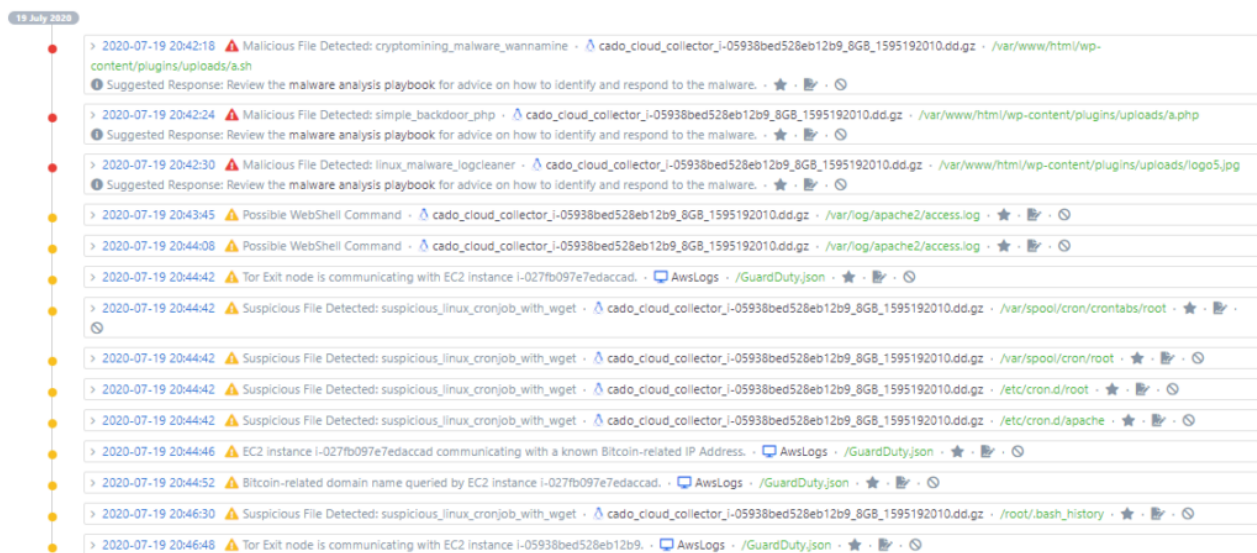 19 July 2020
> 2020-07-19 20:42:18 Malicious File Detected: cryptomining_malware_wannamine · cado_cloud_collector_i-05938bed528eb12b9_8GB_1595192010.dd.gz · /var/www/html/wp-
content/plugins/uploads/a.sh
Suggested Response: Review the malware analysis playbook for advice on how to identify and respond to the malware. · ·
> 2020-07-19 20:42:24 Malicious File Detected: simple_backdoor_php · cado_cloud_collector_i-05938bed528eb12b9_8GB_1595192010.dd.gz · /var/www/html/wp-content/plugins/uploads/a.php
Suggested Response: Review the malware analysis playbook for advice on how to identify and respond to the malware. · ·
> 2020-07-19 20:42:30 Malicious File Detected: linux_malware_logcleaner · cado_cloud_collector_i-05938bed528eb12b9_8GB_1595192010.dd.gz · /var/www/html/wp-content/plugins/uploads/logo5.jpg
Suggested Response: Review the malware analysis playbook for advice on how to identify and respond to the malware. · ·
> 2020-07-19 20:43:45 Possible WebShell Command · cado_cloud_collector_i-05938bed528eb12b9_8GB_1595192010.dd.gz · /var/log/apache2/access.log · ·
> 2020-07-19 20:44:08 Possible WebShell Command · cado_cloud_collector_i-05938bed528eb12b9_8GB_1595192010.dd.gz · /var/log/apache2/access.log · ·
> 2020-07-19 20:44:42 Tor Exit node is communicating with EC2 instance i-027fb097e7edaccad. · AwsLogs · /GuardDuty.json · ·
> 2020-07-19 20:44:42 Suspicious File Detected: suspicious_linux_cronjob_with_wget · cado_cloud_collector_i-05938bed528eb12b9_8GB_1595192010.dd.gz · /var/spool/cron/crontabs/root · ·
> 2020-07-19 20:44:42 Suspicious File Detected: suspicious_linux_cronjob_with_wget · cado_cloud_collector_i-05938bed528eb12b9_8GB_1595192010.dd.gz · /var/spool/cron/root · ·
> 2020-07-19 20:44:42 Suspicious File Detected: suspicious_linux_cronjob_with_wget · cado_cloud_collector_i-05938bed528eb12b9_8GB_1595192010.dd.gz · /etc/cron.d/root · ·
> 2020-07-19 20:44:42 Suspicious File Detected: suspicious_linux_cronjob_with_wget · cado_cloud_collector_i-05938bed528eb12b9_8GB_1595192010.dd.gz · /etc/cron.d/apache · ·
> 2020-07-19 20:44:46 EC2 instance i-027fb097e7edaccad communicating with a known Bitcoin-related IP Address. · AwsLogs · /GuardDuty.json · ·
> 2020-07-19 20:44:52 Bitcoin-related domain name queried by EC2 instance i-027fb097e7edaccad. · AwsLogs · /GuardDuty.json · ·
> 2020-07-19 20:46:30 Suspicious File Detected: suspicious_linux_cronjob_with_wget · cado_cloud_collector_i-05938bed528eb12b9_8GB_1595192010.dd.gz · /root/.bash_history · ·
> 2020-07-19 20:46:48 Tor Exit node is communicating with EC2 instance i-05938bed528eb12b9. · AwsLogs · /GuardDuty.json · ·